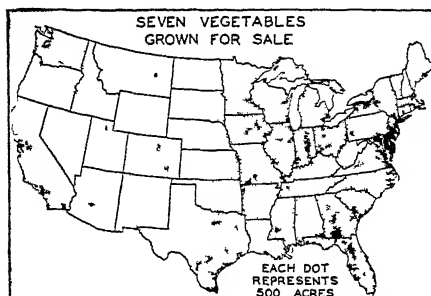 SEVEN VEGETABLES
GROWN FOR SALE
EACH DOT
REPRESENTS
500 ACRES